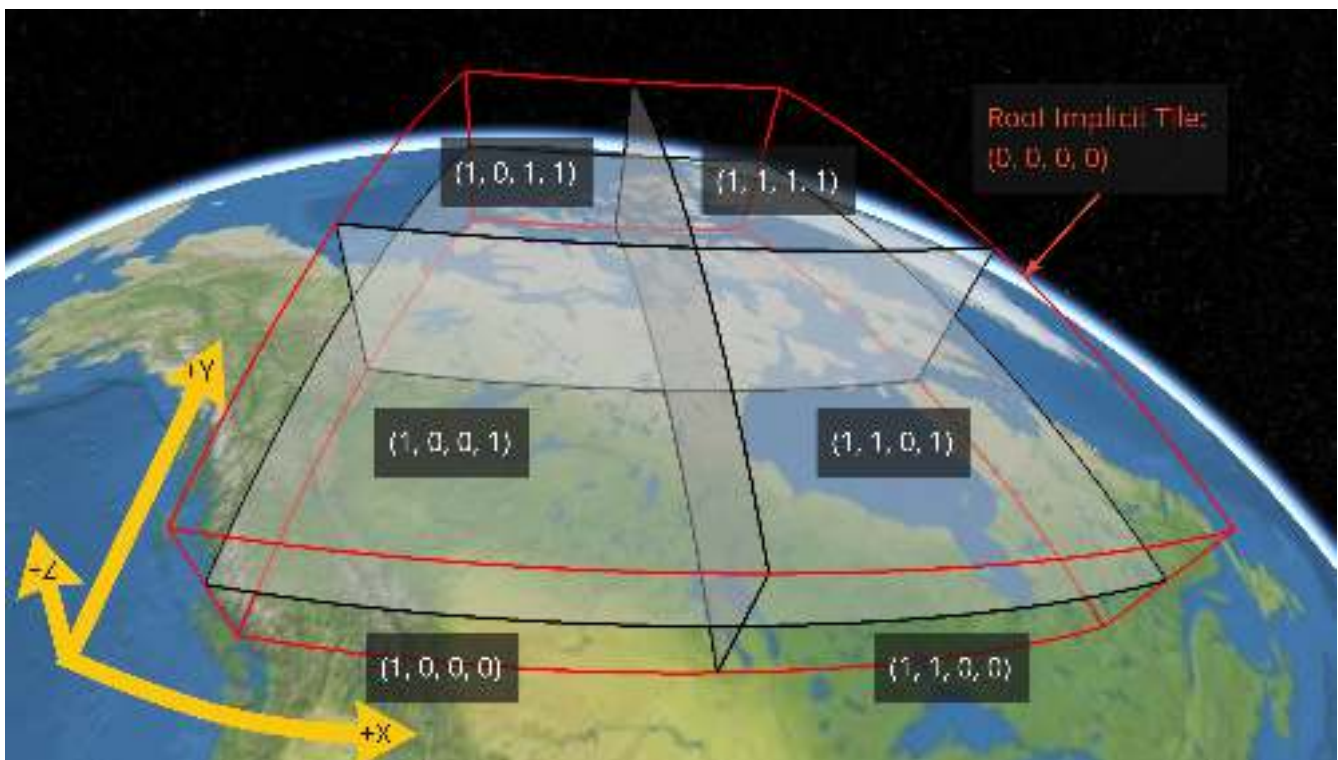 Root Implicit Tile:
(0, 0, 0, 0)
(1, 0, 1, 1)
(1, 1, 1, 1)
+Y
(1, 0, 0, 1)
(1, 1, 0, 1)
+Z
(1, 0, 0, 0)
(1, 1, 0, 0)
+X